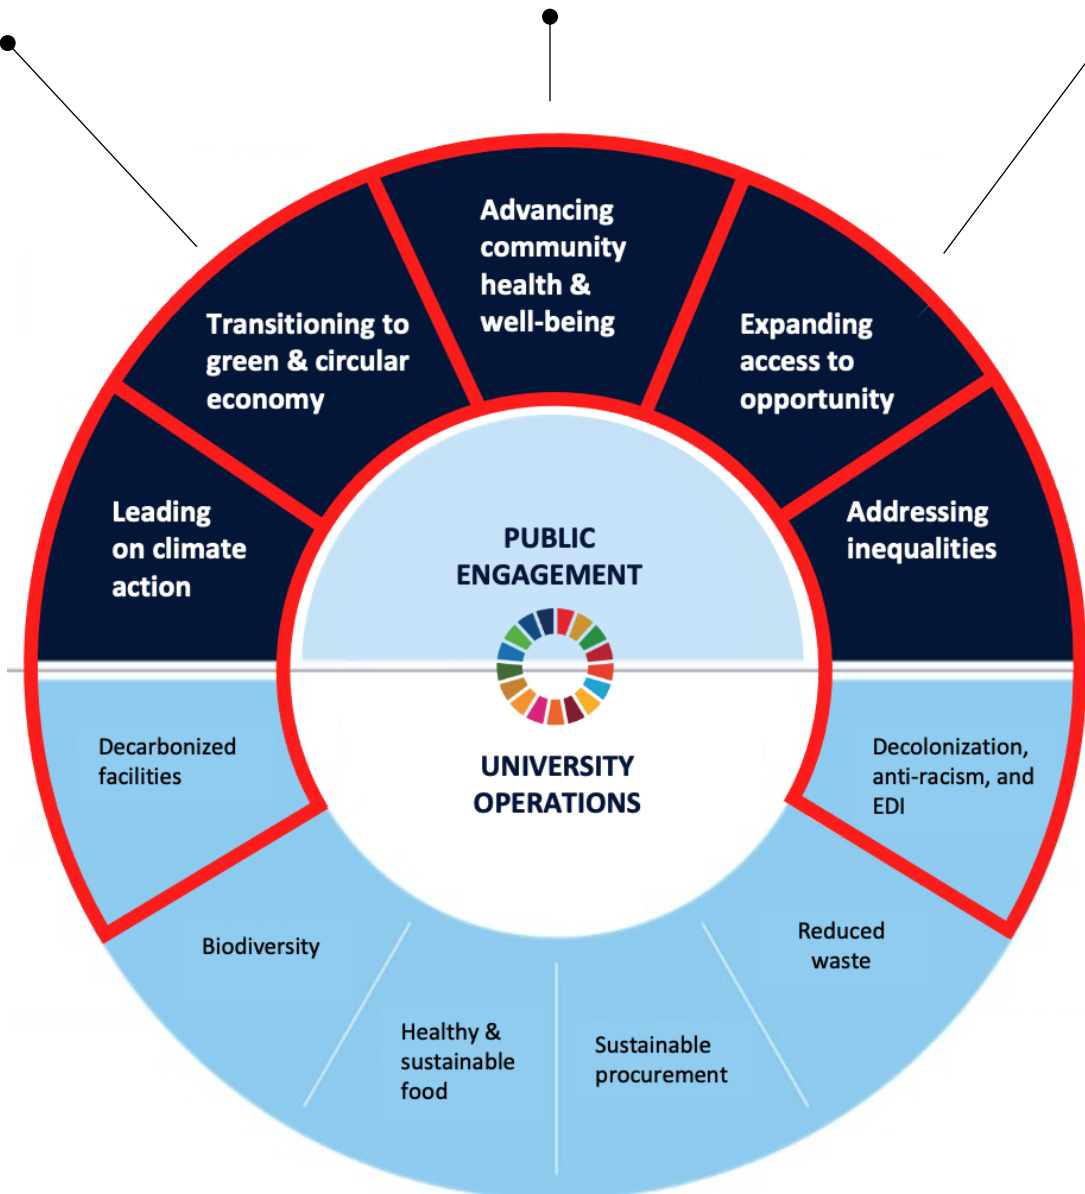 Advancing
community
health &
well-being
Transitioning to
green & circular
economy
Expanding
access to
opportunity
Leading
on climate
action
Addressing
inequalities
PUBLIC
ENGAGEMENT
UNIVERSITY
OPERATIONS
Decarbonized
facilities
Decolonization,
anti-racism, and
EDI
Biodiversity
Reduced
waste
Healthy &
sustainable
food
Sustainable
procurement